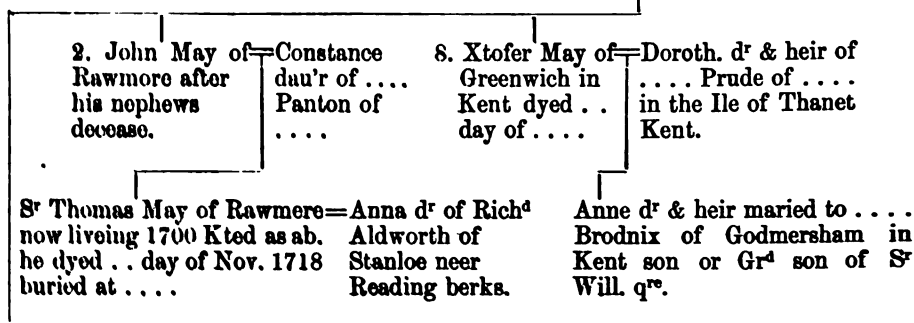 2. John May of=Constance
Rawmore after dau'r of . . . .
his nephews Panton of
decease. . . . .
8. Xtofer May of=Doroth. dʳ & heir of
Greenwich in . . . . Prude of . . . .
Kent dyed . . in the Ile of Thanet
day of . . . . Kent.
Sʳ Thomas May of Rawmere=Anna dʳ of Richᵈ
now liveing 1700 Kted as ab. Aldworth of
he dyed . . day of Nov. 1718 Stanloe neer
buried at . . . . Reading berks.
Anne dʳ & heir maried to . . . .
Brodnix of Godmersham in
Kent son or Grᵈ son of Sʳ
Will. qʳᵉ.